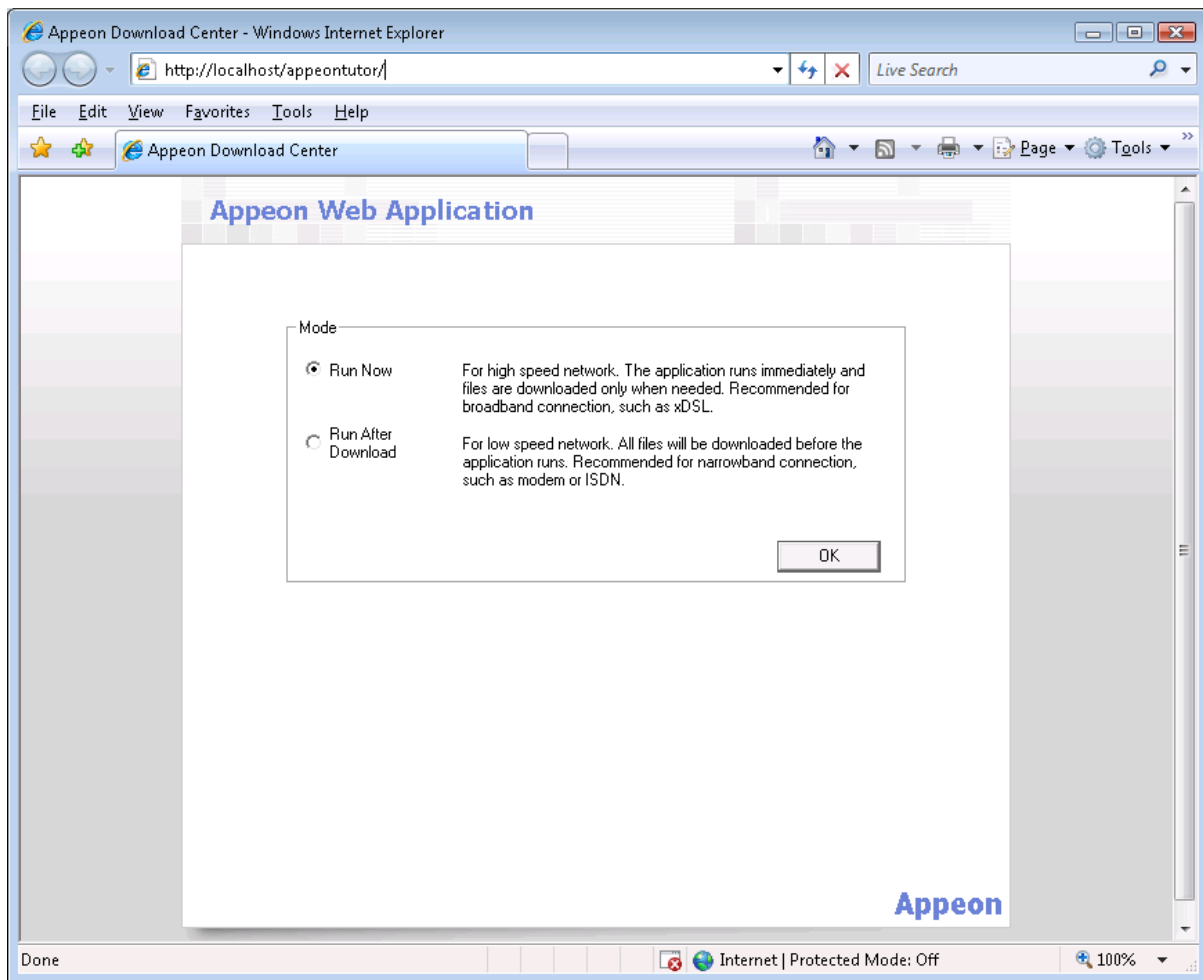 Appeon Download Center - Windows Internet Explorer
http://localhost/appeontutor/
Live Search
File Edit View Favorites Tools Help
Appeon Download Center
Page Tools »
Appeon Web Application
Mode
Run Now
For high speed network. The application runs immediately and
files are downloaded only when needed. Recommended for
broadband connection, such as xDSL.
Run After
Download
For low speed network. All files will be downloaded before the
application runs. Recommended for narrowband connection,
such as modem or ISDN.
OK
Appeon
Done
Internet | Protected Mode: Off
100%